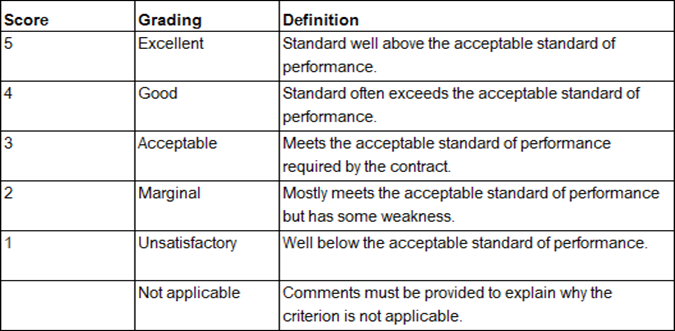 Score Grading Definition
5 Excellent Standard well above the acceptable standard of
performance.
4 Good Standard often exceeds the acceptable standard of
performance.
3 Acceptable Meets the acceptable standard of performance
required by the contract.
2 Marginal Mostly meets the acceptable standard of performance
but has some weakness.
1 Unsatisfactory Well below the acceptable standard of performance.
Not applicable Comments must be provided to explain why the
criterion is not applicable.